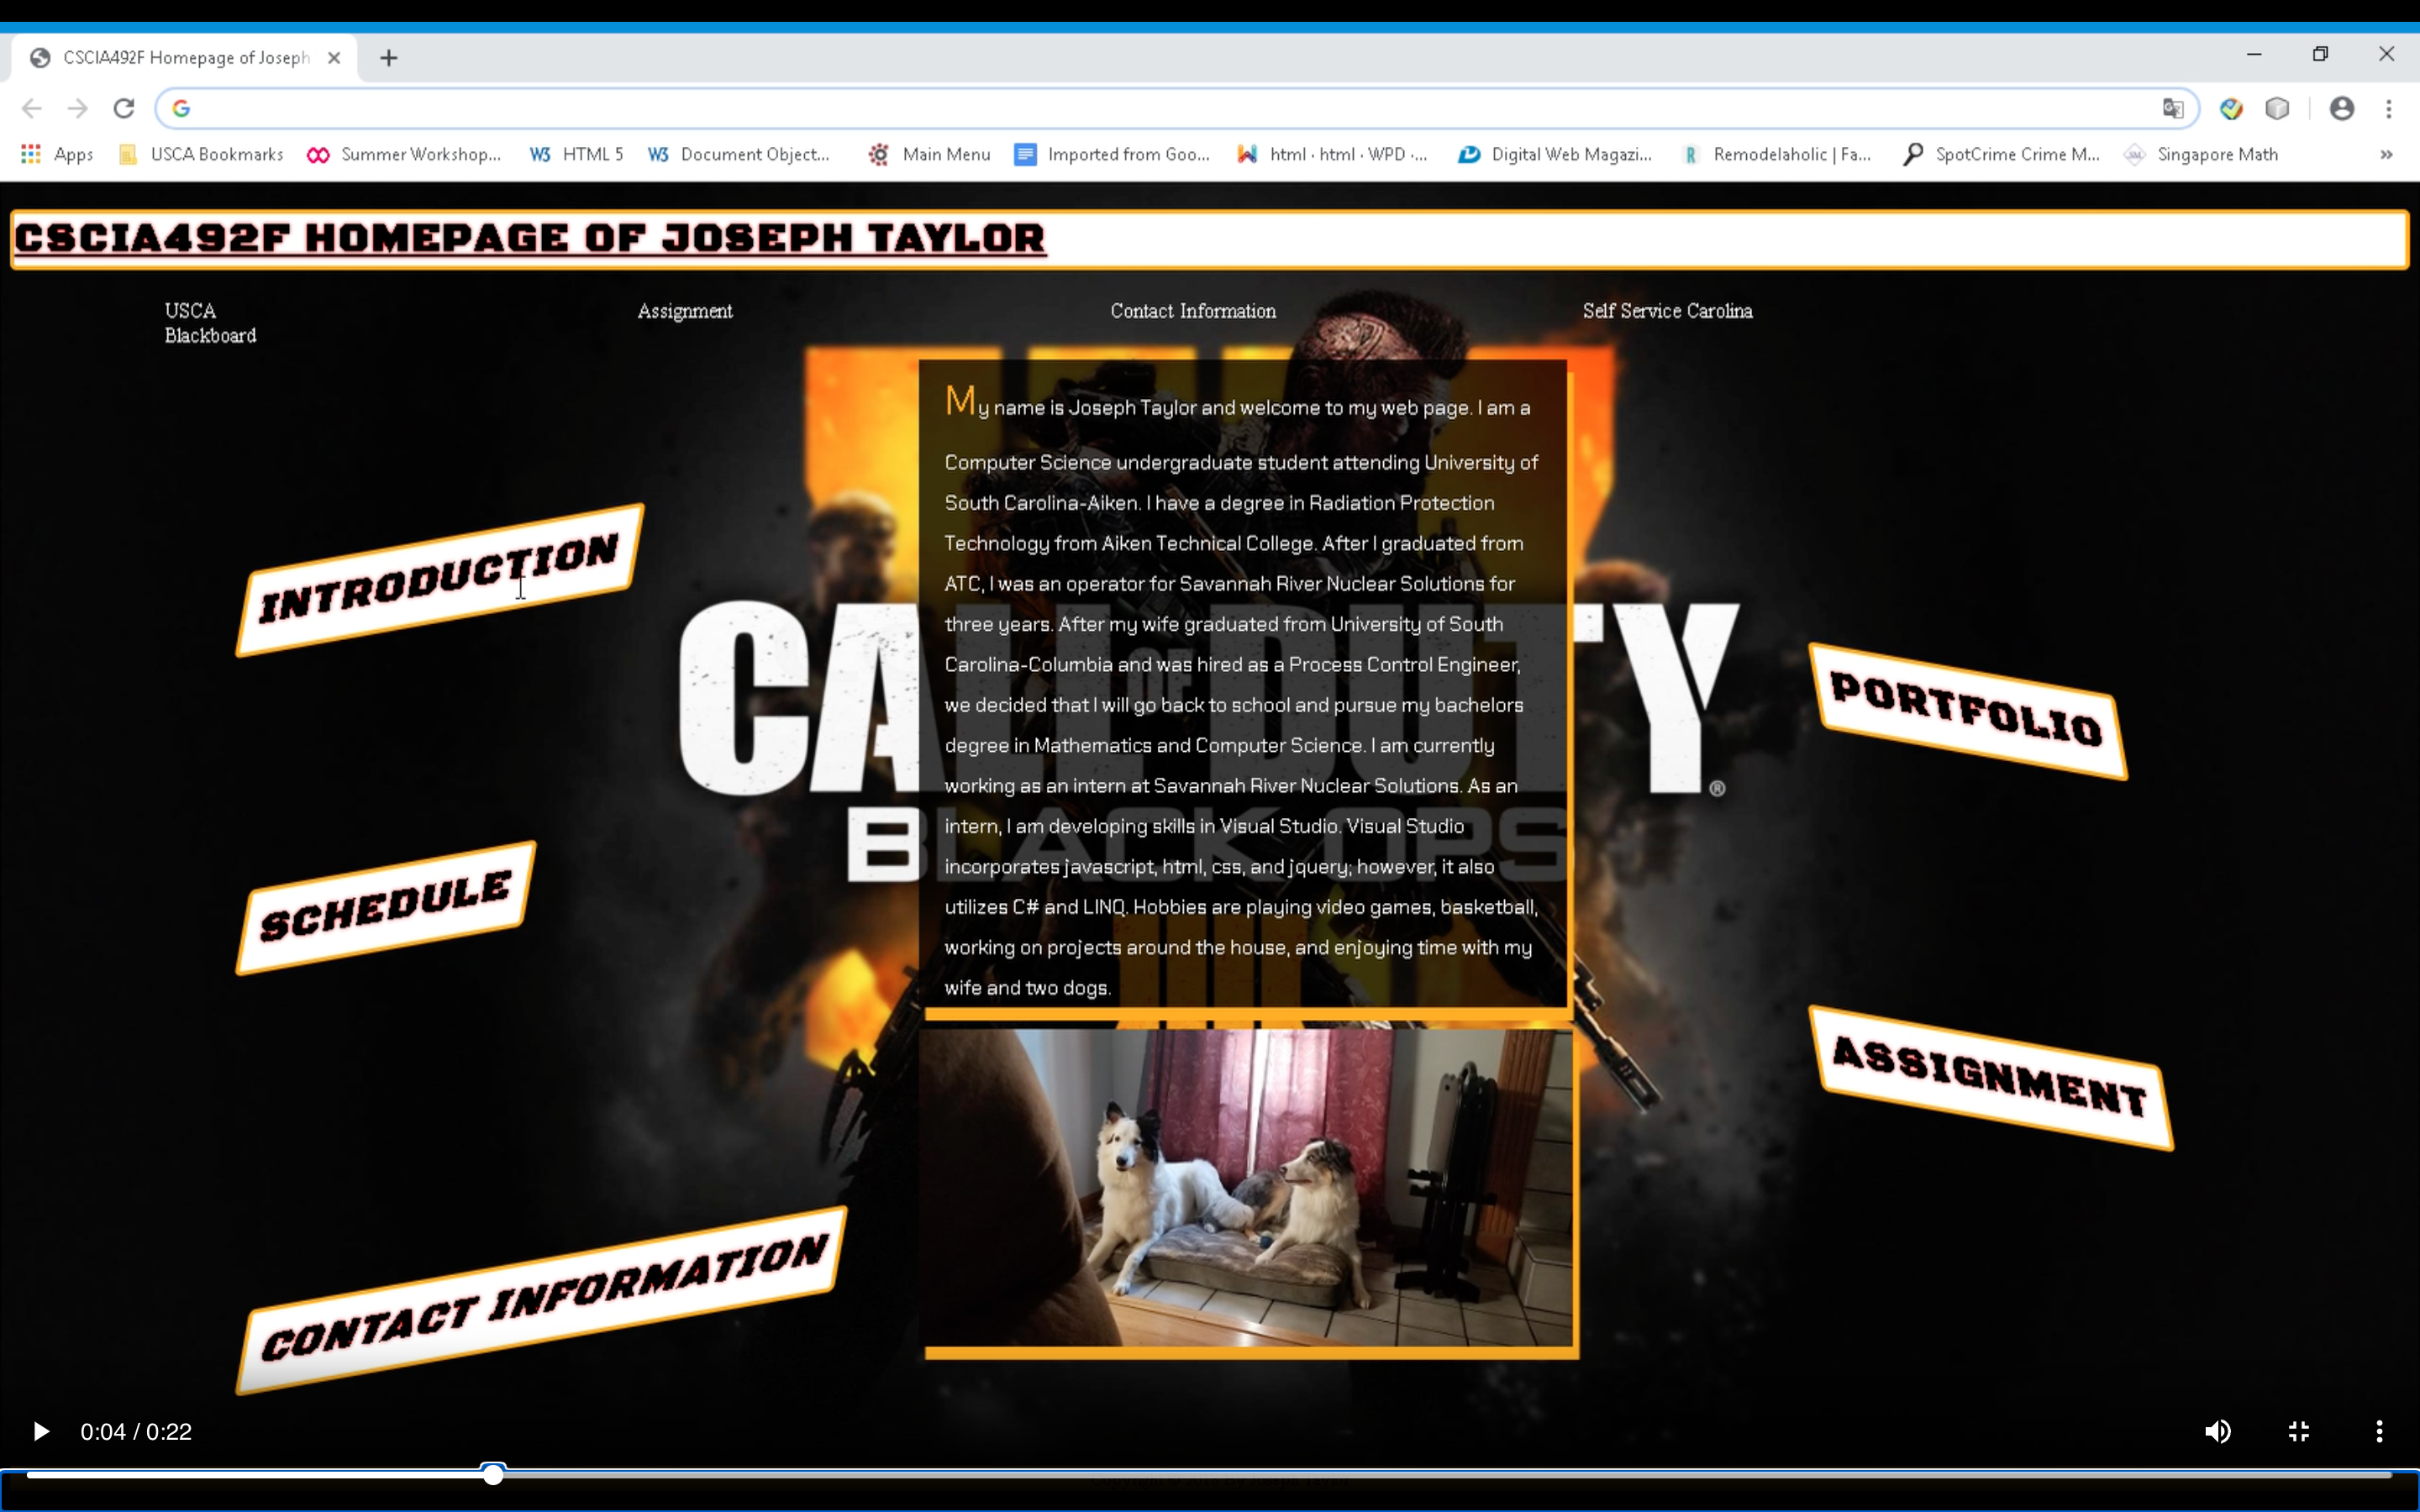 CSCIA492F Homepage of Joseph
Apps
USCA Bookmarks
Summer Workshop...
HTML 5
Document Object...
Main Menu
Imported from Goo...
html · html · WPD ·...
Digital Web Magazi...
Remodelaholic | Fa...
SpotCrime Crime M...
Singapore Math
CSCIA492F HOMEPAGE OF JOSEPH TAYLOR
USCA
Blackboard
Assignment
Contact Information
Self Service Carolina
My name is Joseph Taylor and welcome to my web page. I am a
Computer Science undergraduate student attending University of
South Carolina-Aiken. I have a degree in Radiation Protection
Technology from Aiken Technical College. After I graduated from
ATC, I was an operator for Savannah River Nuclear Solutions for
three years. After my wife graduated from University of South
Carolina-Columbia and was hired as a Process Control Engineer,
we decided that I will go back to school and pursue my bachelors
degree in Mathematics and Computer Science. I am currently
working as an intern at Savannah River Nuclear Solutions. As an
intern, I am developing skills in Visual Studio. Visual Studio
incorporates javascript, html, css, and jquery; however, it also
utilizes C# and LINQ. Hobbies are playing video games, basketball,
working on projects around the house, and enjoying time with my
wife and two dogs.
INTRODUCTION
SCHEDULE
CONTACT INFORMATION
PORTFOLIO
ASSIGNMENT
CALL OF DUTY®
BLACK OPS
IIII
0:04 / 0:22